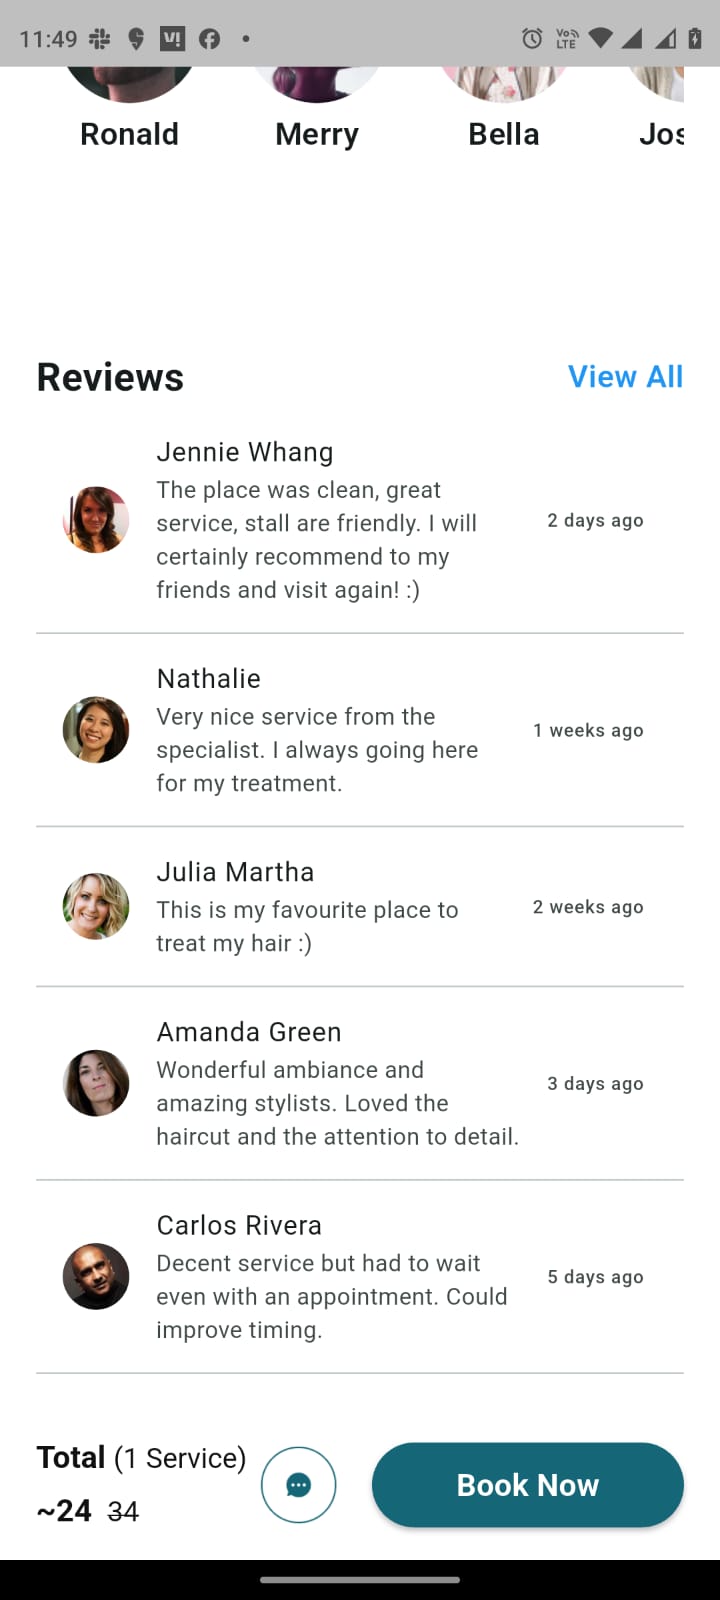 11:49
VoD LTE
Ronald Merry Bella Jos
Reviews View All
Jennie Whang
The place was clean, great
service, stall are friendly. I will
certainly recommend to my
friends and visit again! :)
2 days ago
Nathalie
Very nice service from the
specialist. I always going here
for my treatment.
1 weeks ago
Julia Martha
This is my favourite place to
treat my hair :)
2 weeks ago
Amanda Green
Wonderful ambiance and
amazing stylists. Loved the
haircut and the attention to detail.
3 days ago
Carlos Rivera
Decent service but had to wait
even with an appointment. Could
improve timing.
5 days ago
Total (1 Service)
~24 34
Book Now